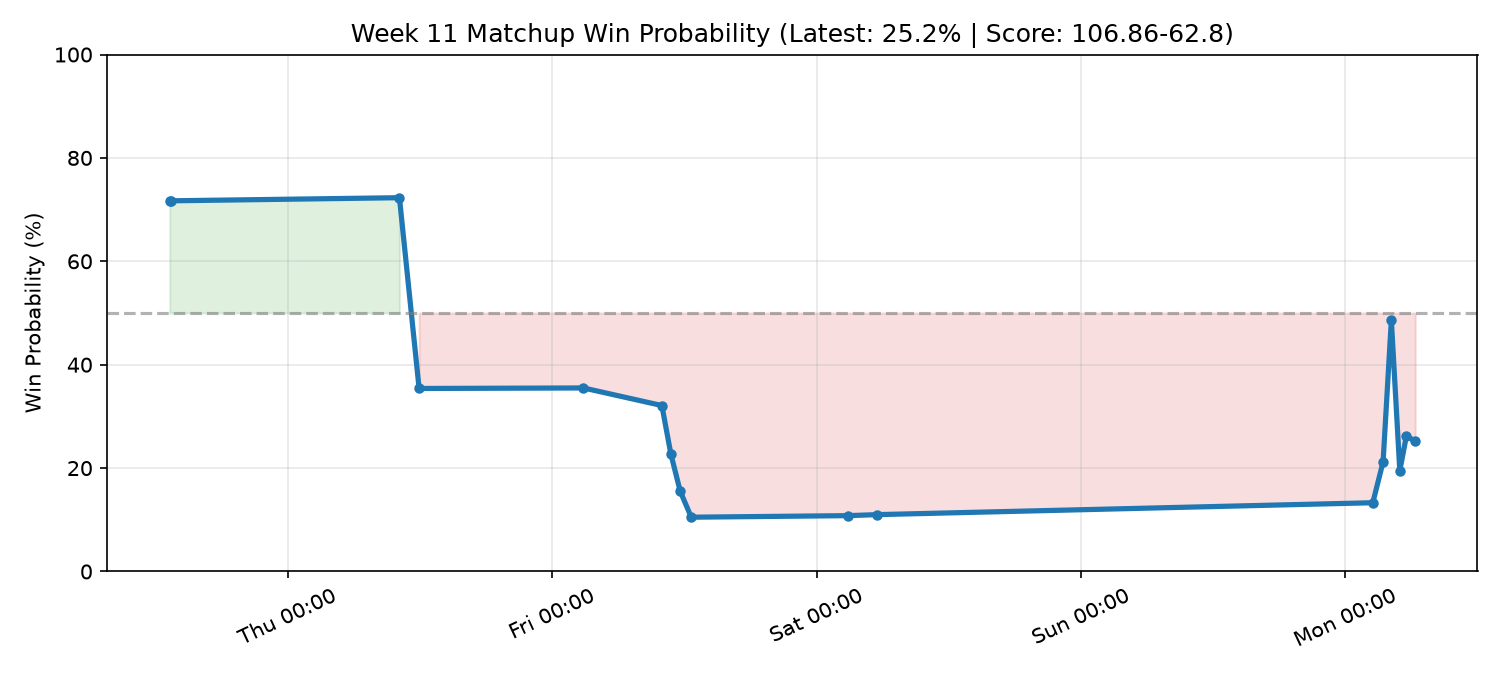 Week 11 Matchup Win Probability (Latest: 25.2% | Score: 106.86-62.8)
Win Probability (%)
100
80
60
40
20
0
Thu 00:00
Fri 00:00
Sat 00:00
Sun 00:00
Mon 00:00